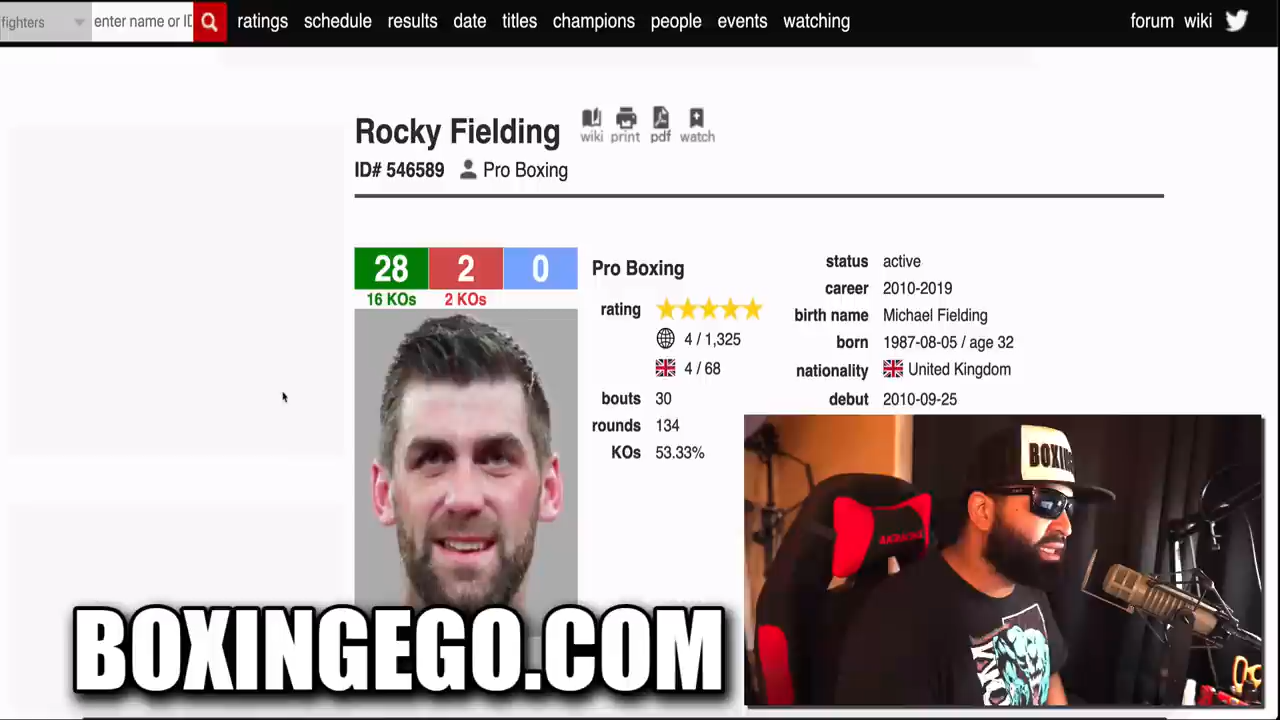 fighters enter name or ID ratings schedule results date titles champions people events watching forum wiki
Rocky Fielding
wiki print pdf watch
ID# 546589 Pro Boxing
28 2 0
16 KOs 2 KOs
Pro Boxing
rating
4 / 1,325
4 / 68
bouts 30
rounds 134
KOs 53.33%
status active
career 2010-2019
birth name Michael Fielding
born 1987-08-05 / age 32
nationality United Kingdom
debut 2010-09-25
BOXING
AKRACING
BOXINGEGO.COM